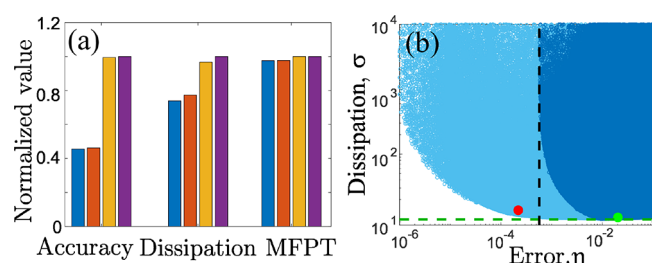 (a)
Normalized value
1.2
0.8
0.4
0
Accuracy Dissipation MFPT
(b)
Dissipation, σ
10^4
10^3
10^2
10^1
10^-6 10^-4 10^-2
Error,η